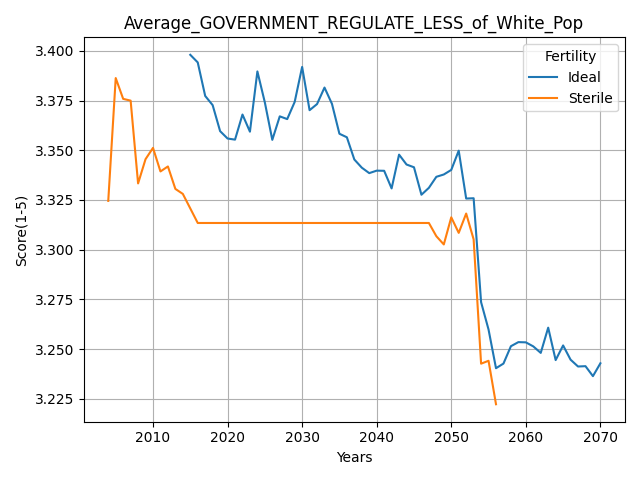 Average_GOVERNMENT_REGULATE_LESS_of_White_Pop
Fertility
Ideal
Sterile
Score(1-5)
3.400
3.375
3.350
3.325
3.300
3.275
3.250
3.225
2010 2020 2030 2040 2050 2060 2070
Years